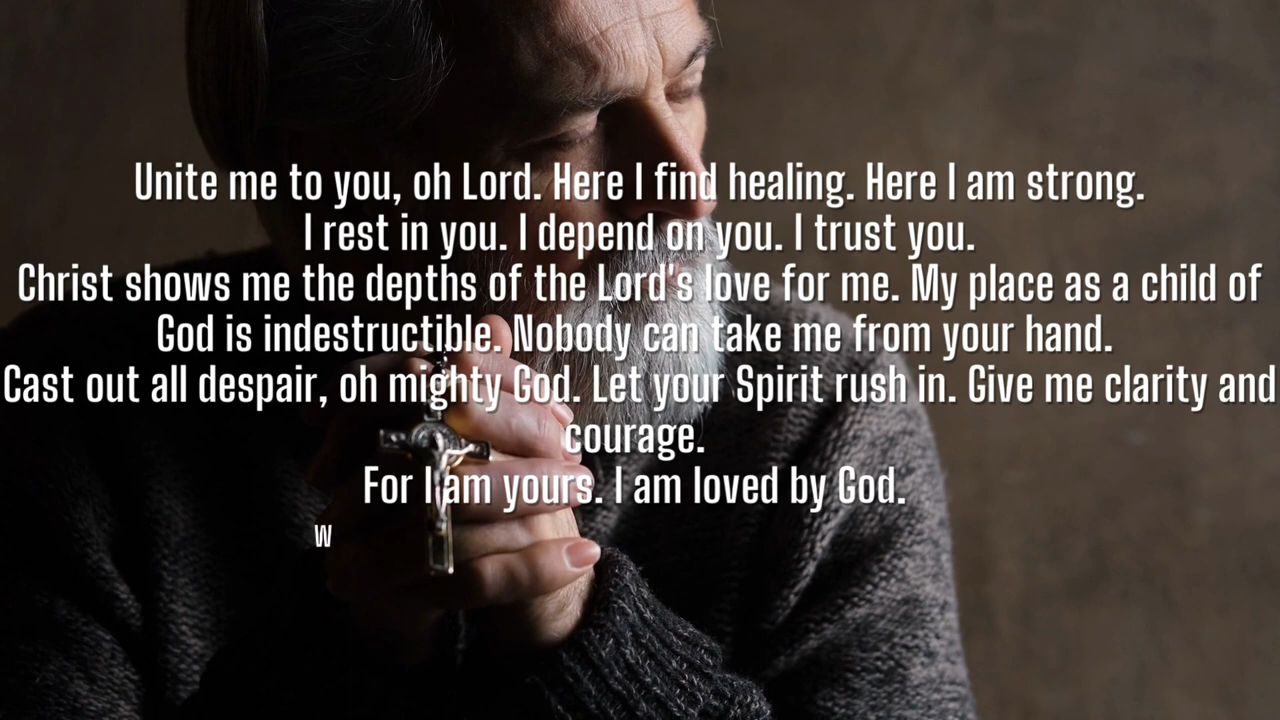 Unite me to you, oh Lord. Here I find healing. Here I am strong.
I rest in you. I depend on you. I trust you.
Christ shows me the depths of the Lord's love for me. My place as a child of
God is indestructible. Nobody can take me from your hand.
Cast out all despair, oh mighty God. Let your Spirit rush in. Give me clarity and
courage.
For I am yours. I am loved by God.
W